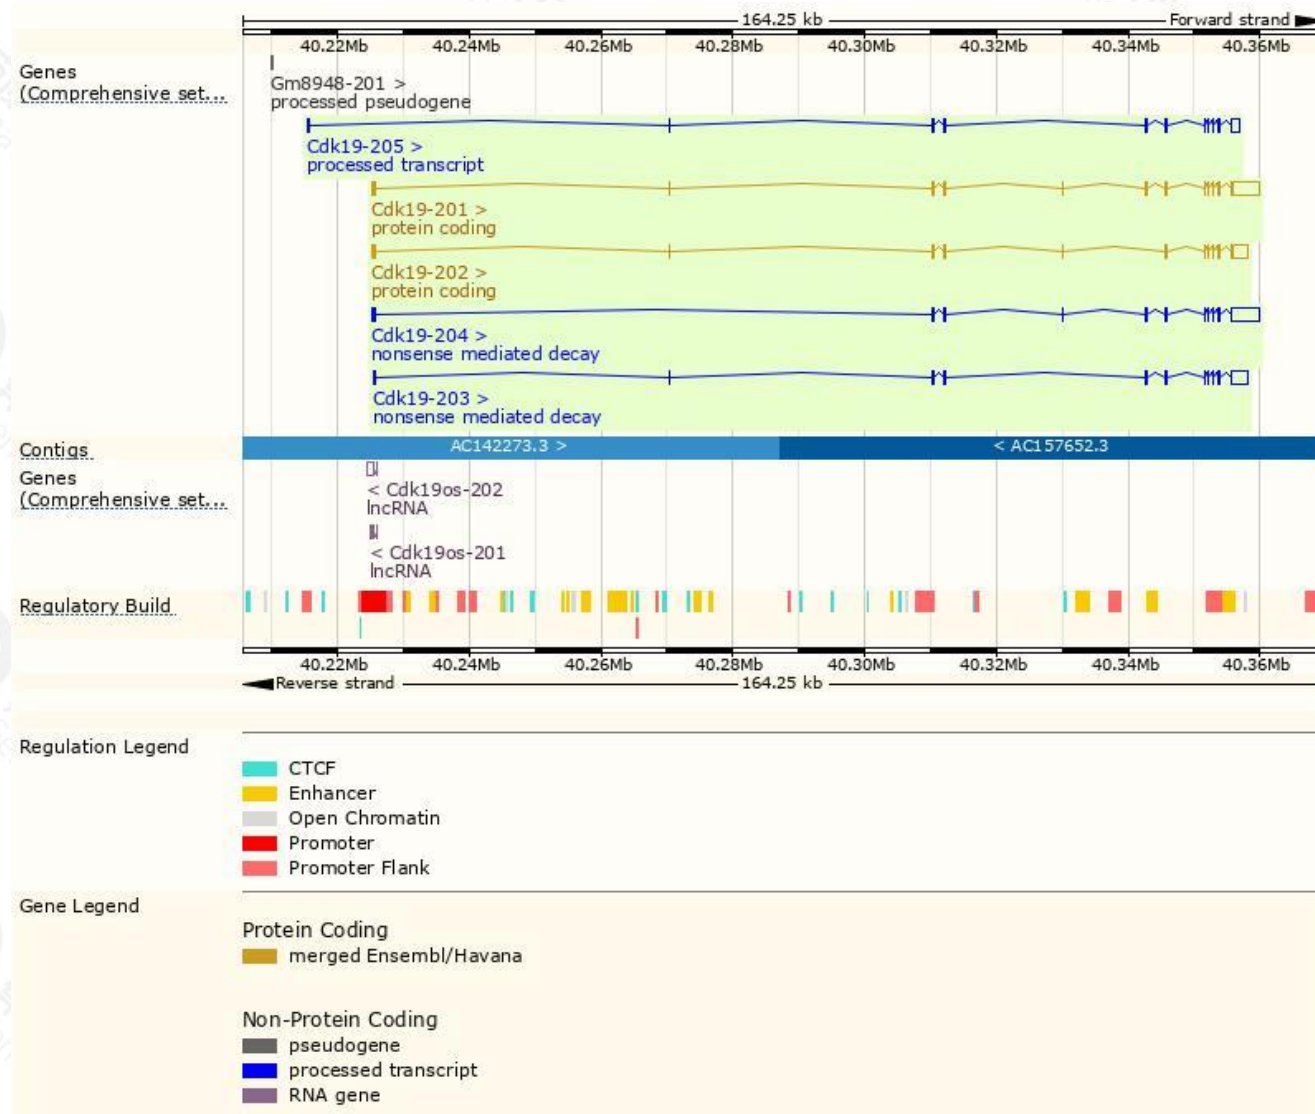 164.25 kb
Forward strand
40.22Mb 40.24Mb 40.26Mb 40.28Mb 40.30Mb 40.32Mb 40.34Mb 40.36Mb
Genes
(Comprehensive set...
Gm8948-201 >
processed pseudogene
Cdk19-205 >
processed transcript
Cdk19-201 >
protein coding
Cdk19-202 >
protein coding
Cdk19-204 >
nonsense mediated decay
Cdk19-203 >
nonsense mediated decay
Contigs
AC142273.3 >
< AC157652.3
Genes
(Comprehensive set...
< Cdk19os-202
lncRNA
< Cdk19os-201
lncRNA
Regulatory Build
40.22Mb 40.24Mb 40.26Mb 40.28Mb 40.30Mb 40.32Mb 40.34Mb 40.36Mb
Reverse strand
164.25 kb
Regulation Legend
CTCF
Enhancer
Open Chromatin
Promoter
Promoter Flank
Gene Legend
Protein Coding
merged Ensembl/Havana
Non-Protein Coding
pseudogene
processed transcript
RNA gene